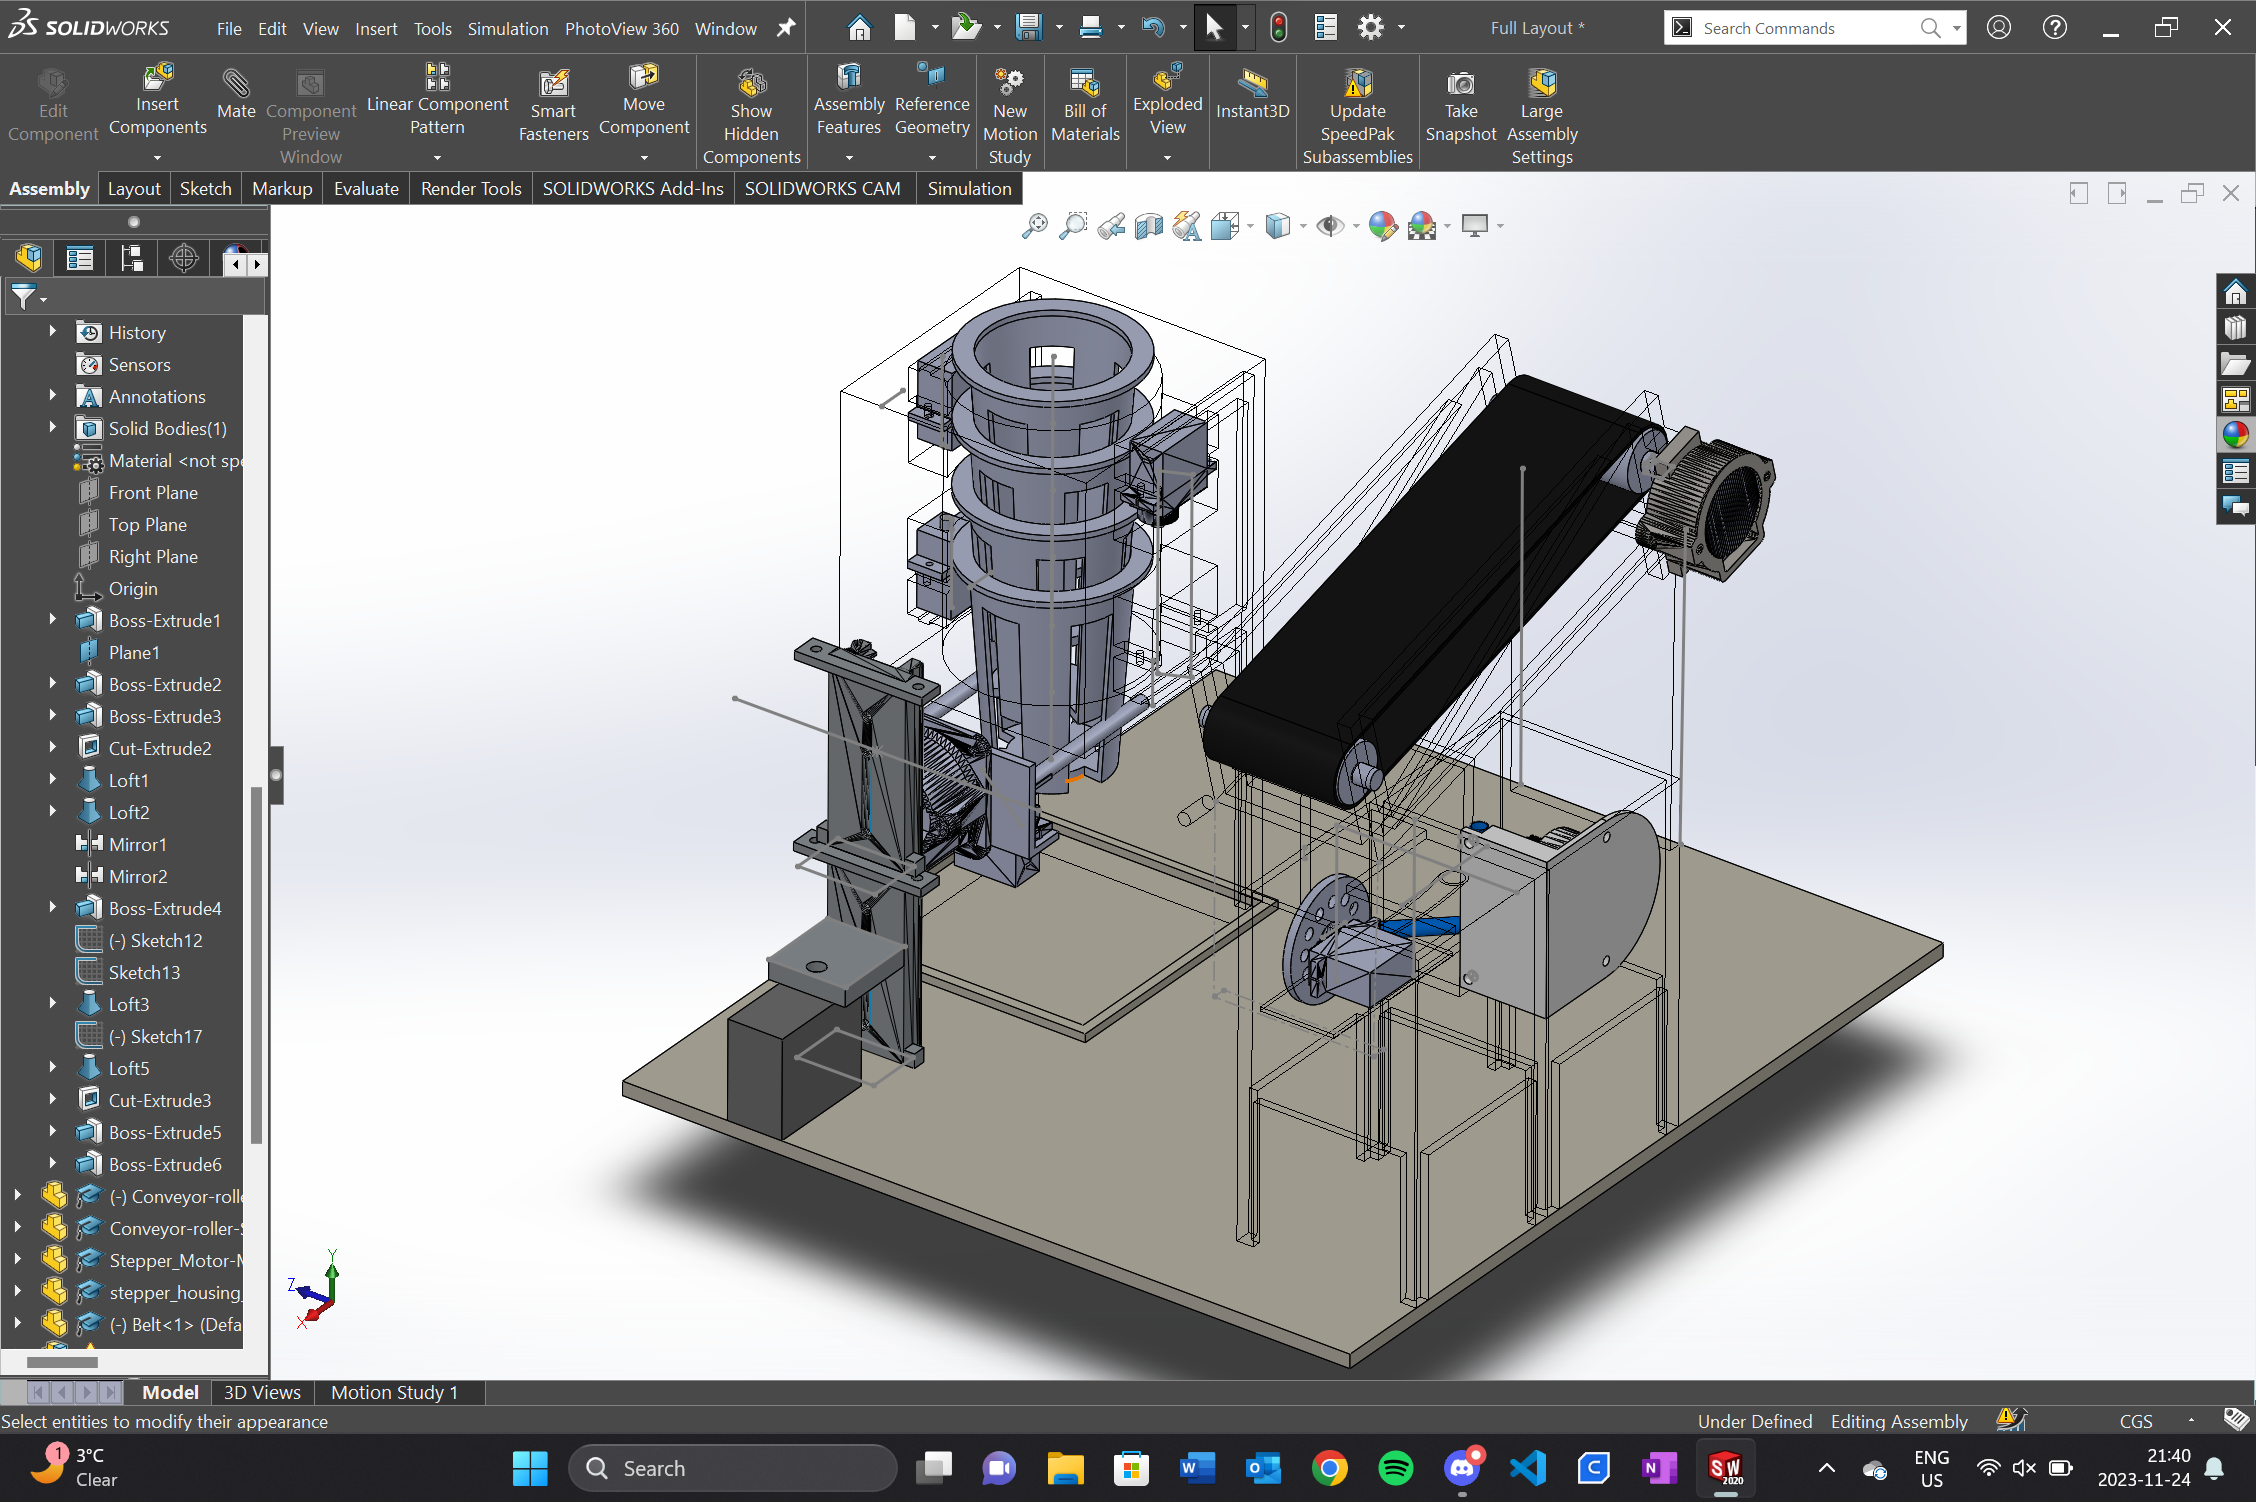 SOLIDWORKS File Edit View Insert Tools Simulation PhotoView 360 Window Full Layout * Search Commands
Edit Component
Insert Components
Mate
Component Preview Window
Linear Component Pattern
Smart Fasteners
Move Component
Show Hidden Components
Assembly Features
Reference Geometry
New Motion Study
Bill of Materials
Exploded View
Instant3D
Update SpeedPak Subassemblies
Take Snapshot
Large Assembly Settings
Assembly Layout Sketch Markup Evaluate Render Tools SOLIDWORKS Add-Ins SOLIDWORKS CAM Simulation
History
Sensors
Annotations
Solid Bodies(1)
Material <not spe
Front Plane
Top Plane
Right Plane
Origin
Boss-Extrude1
Plane1
Boss-Extrude2
Boss-Extrude3
Cut-Extrude2
Loft1
Loft2
Mirror1
Mirror2
Boss-Extrude4
(-) Sketch12
Sketch13
Loft3
(-) Sketch17
Loft5
Cut-Extrude3
Boss-Extrude5
Boss-Extrude6
(-) Conveyor-rolle
Conveyor-roller-S
Stepper_Motor-M
stepper_housing_
(-) Belt<1> (Defa
Y
Z
X
Model 3D Views Motion Study 1
Select entities to modify their appearance Under Defined Editing Assembly CGS
1 3°C
Clear
Search
SW 2020
ENG
US
21:40
2023-11-24